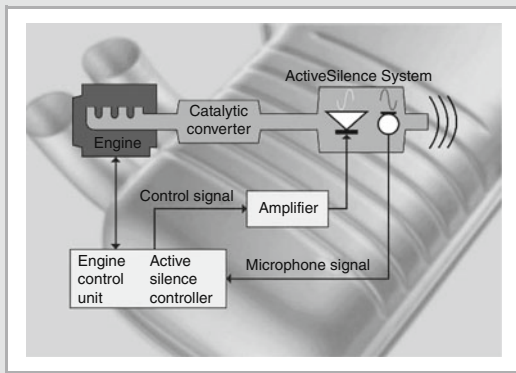 ActiveSilence System
Catalytic
converter
Engine
Control signal
Amplifier
Engine
control
unit
Active
silence
controller
Microphone signal